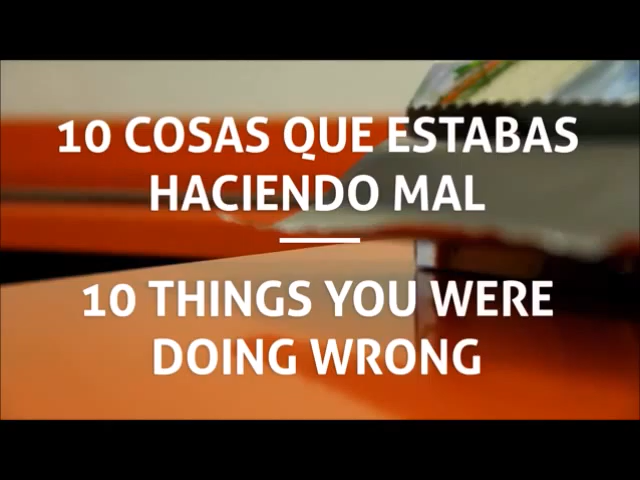 10 COSAS QUE ESTABAS
HACIENDO MAL
10 THINGS YOU WERE
DOING WRONG